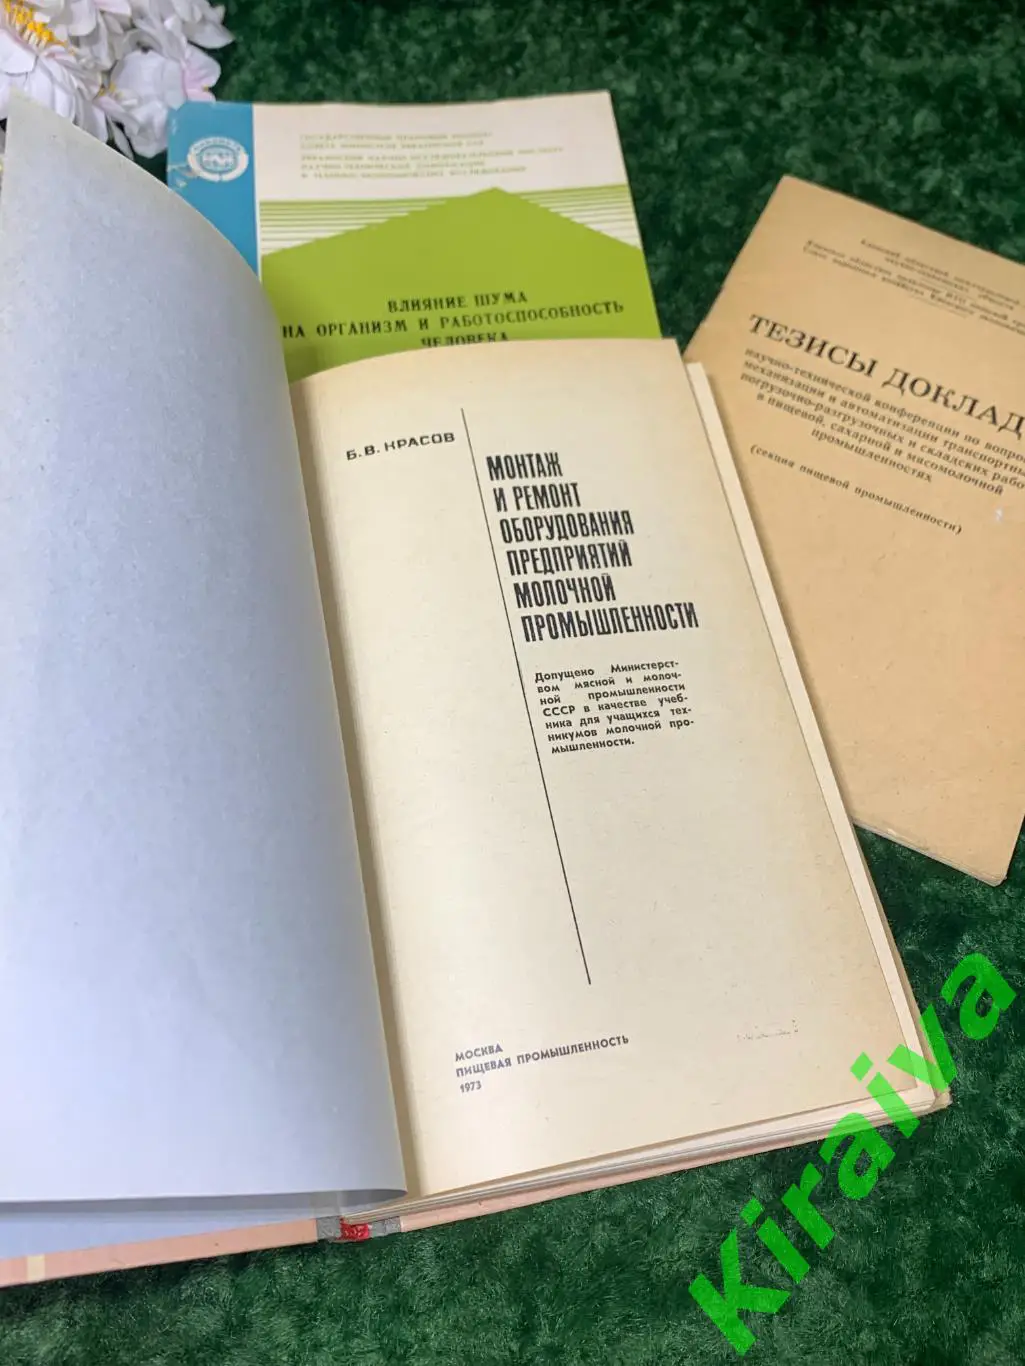 ВЛИЯНИЕ ШУМА
НА ОРГАНИЗМ И РАБОТОСПОСОБНОСТЬ
ЧЕЛОВЕКА
Б. В. КРАСОВ
МОНТАЖ
И РЕМОНТ
ОБОРУДОВАНИЯ
ПРЕДПРИЯТИЙ
МОЛОЧНОЙ
ПРОМЫШЛЕННОСТИ
Допущено Министерст-
вом мясной и молоч-
ной промышленности
СССР в качестве учеб-
ника для учащихся тех-
никумов молочной про-
мышленности.
МОСКВА
ПИЩЕВАЯ ПРОМЫШЛЕННОСТЬ
1973
ТЕЗИСЫ ДОКЛАД
научно-технической конференции по вопрос
механизации и автоматизации транспортны
погрузочно-разгрузочных и складских рабо
в пищевой, сахарной и мясомолочной
промышленностях
(секция пищевой промышленности)
Kiraiva